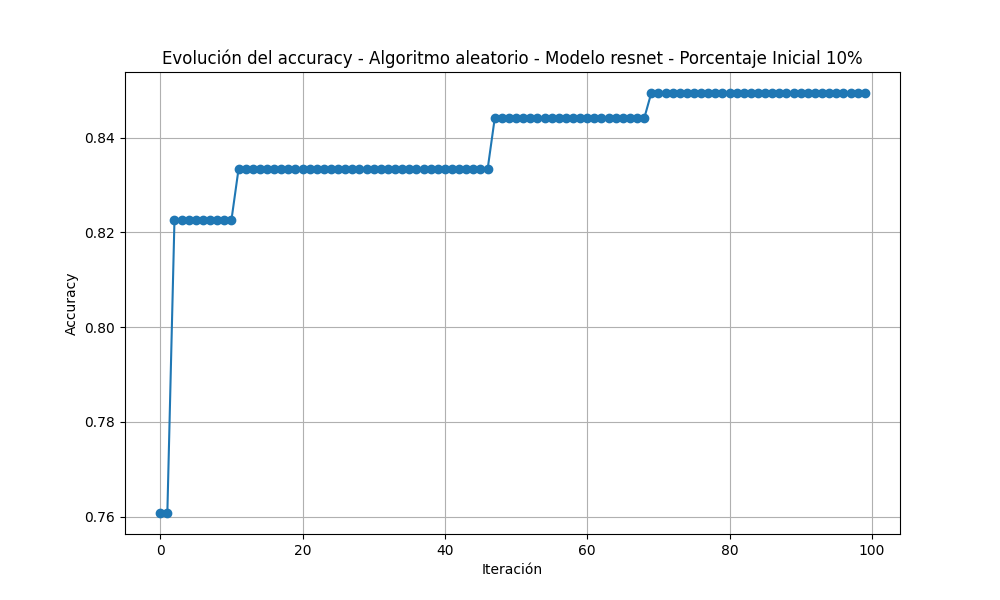 Evolución del accuracy - Algoritmo aleatorio - Modelo resnet - Porcentaje Inicial 10%
0.84
0.82
0.80
0.78
0.76
Accuracy
0 20 40 60 80 100
Iteración